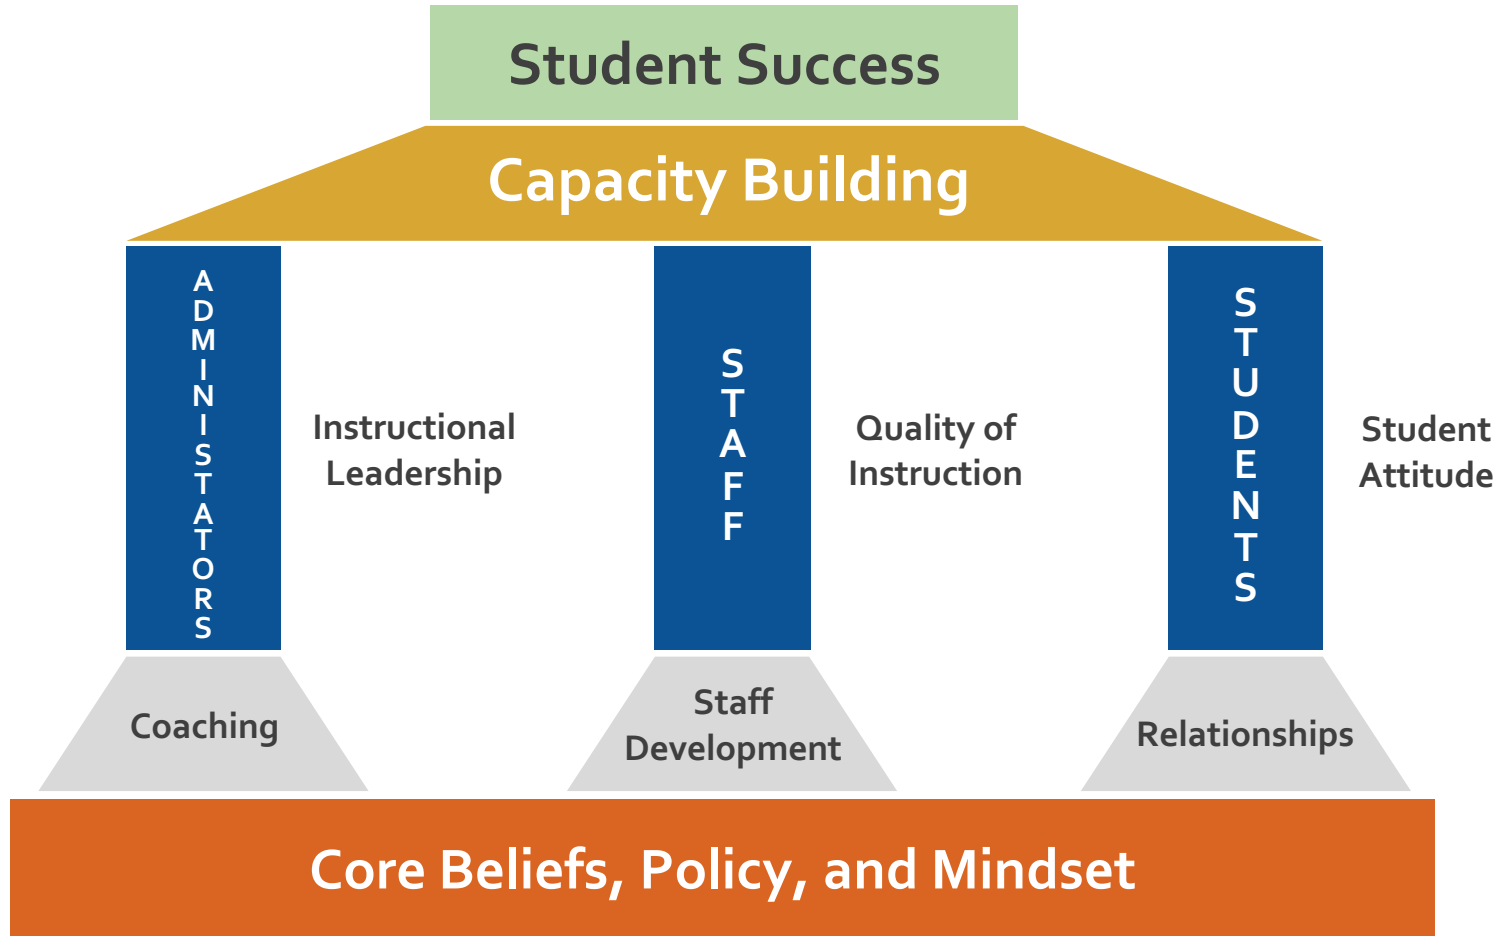 Student Success
Capacity Building
ADMINISTATORS
Instructional
Leadership
STAFF
Quality of
Instruction
STUDENTS
Student
Attitude
Coaching
Staff
Development
Relationships
Core Beliefs, Policy, and Mindset